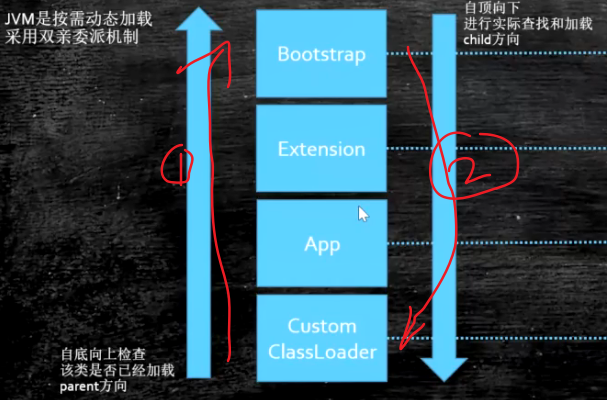 JVM是按需动态加载
采用双亲委派机制
自顶向下
进行实际查找和加载
child方向
Bootstrap
Extension
App
Custom
ClassLoader
1
2
自底向上检查
该类是否已经加载
parent方向